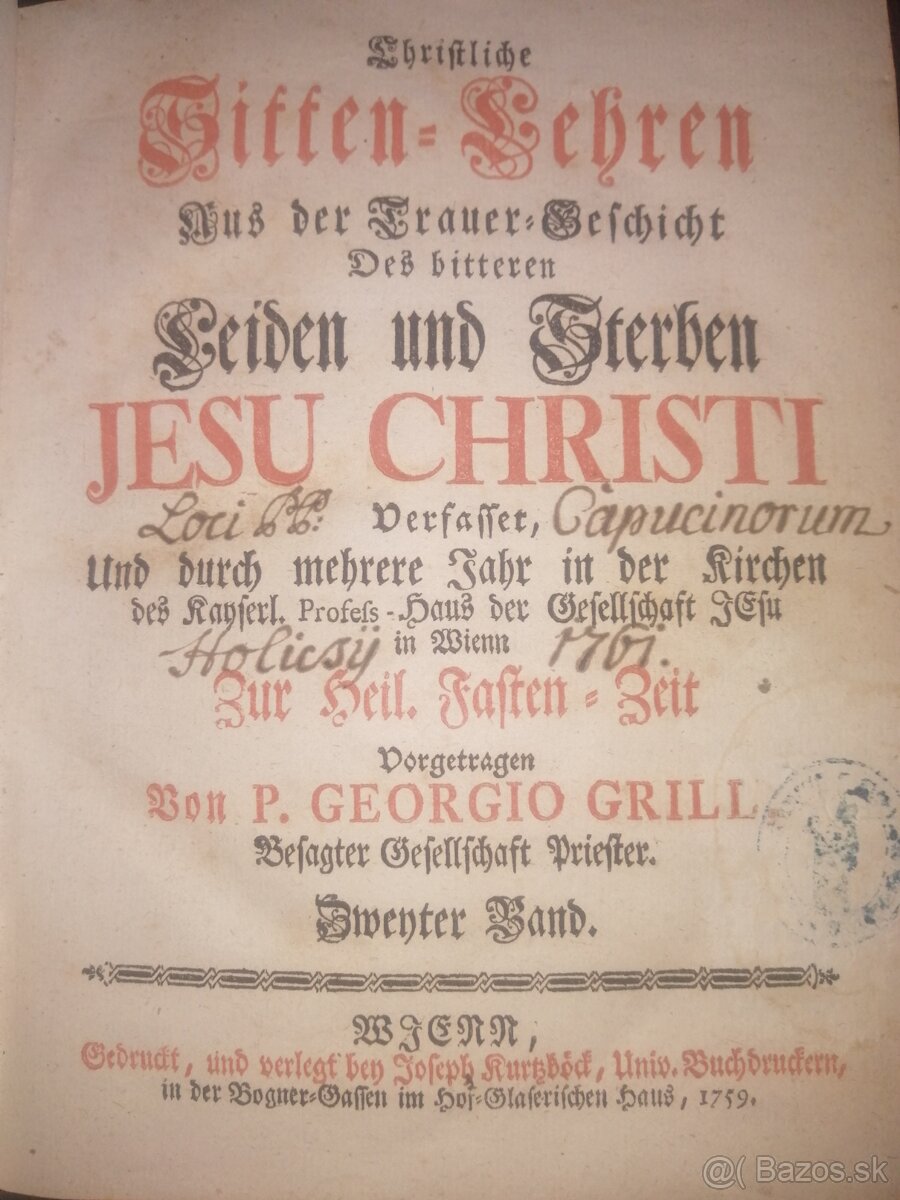 Christliche
Sitten-Lehren
Aus der Trauer-Geschicht
Des bitteren
Leiden und Sterben
JESU CHRISTI
Loci PP. Verfasset, Capucinorum
Und durch mehrere Jahr in der Kirchen
des Kayserl. Profess-Haus der Gesellschaft JEsu
Holicsÿ in Wienn 1761.
Zur Heil. Fasten-Zeit
Vorgetragen
Von P. GEORGIO GRILL,
Besagter Gesellschaft Priester.
Zweyter Band.
WIENN,
Gedruckt, und verlegt bey Joseph Kurtzböck, Univ. Buchdruckern,
in der Bogner-Gassen im Hof-Glaserischen Haus, 1759.
@( Bazos.sk